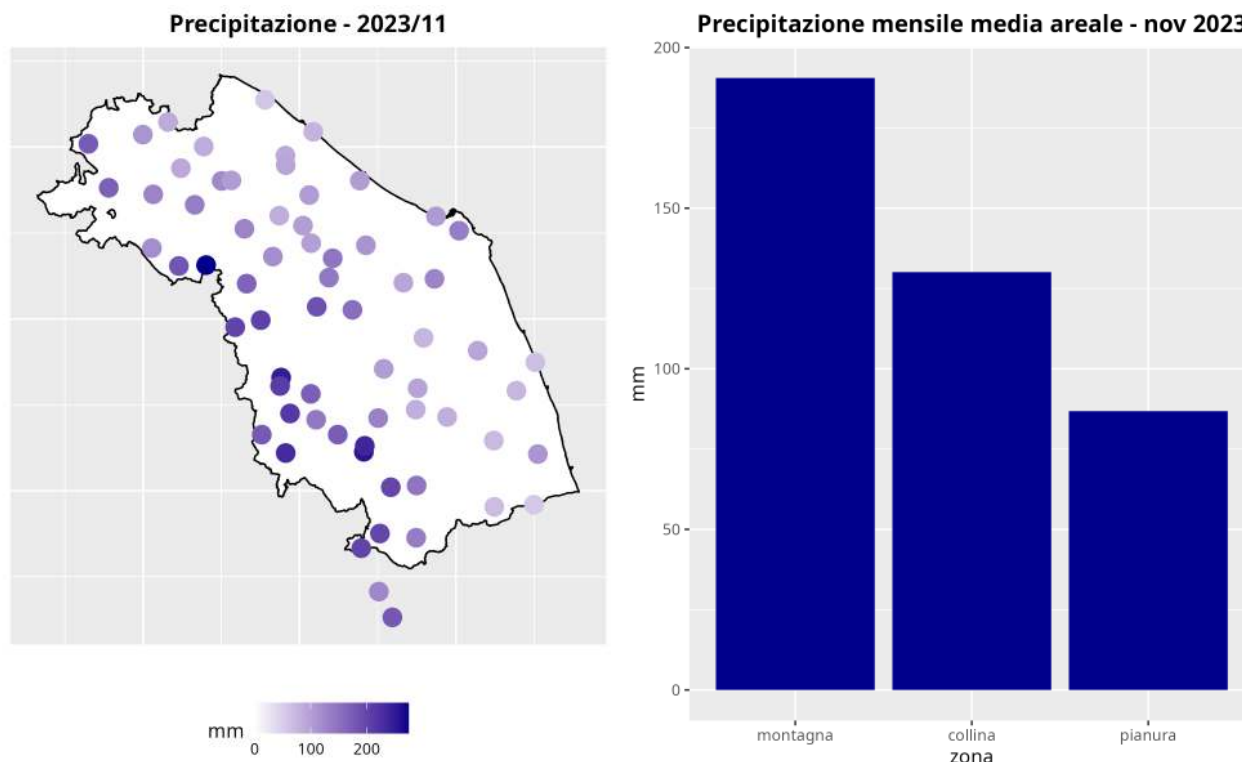 Precipitazione - 2023/11
mm
0 100 200
Precipitazione mensile media areale - nov 2023
200
150
100
50
0
mm
montagna collina pianura
zona